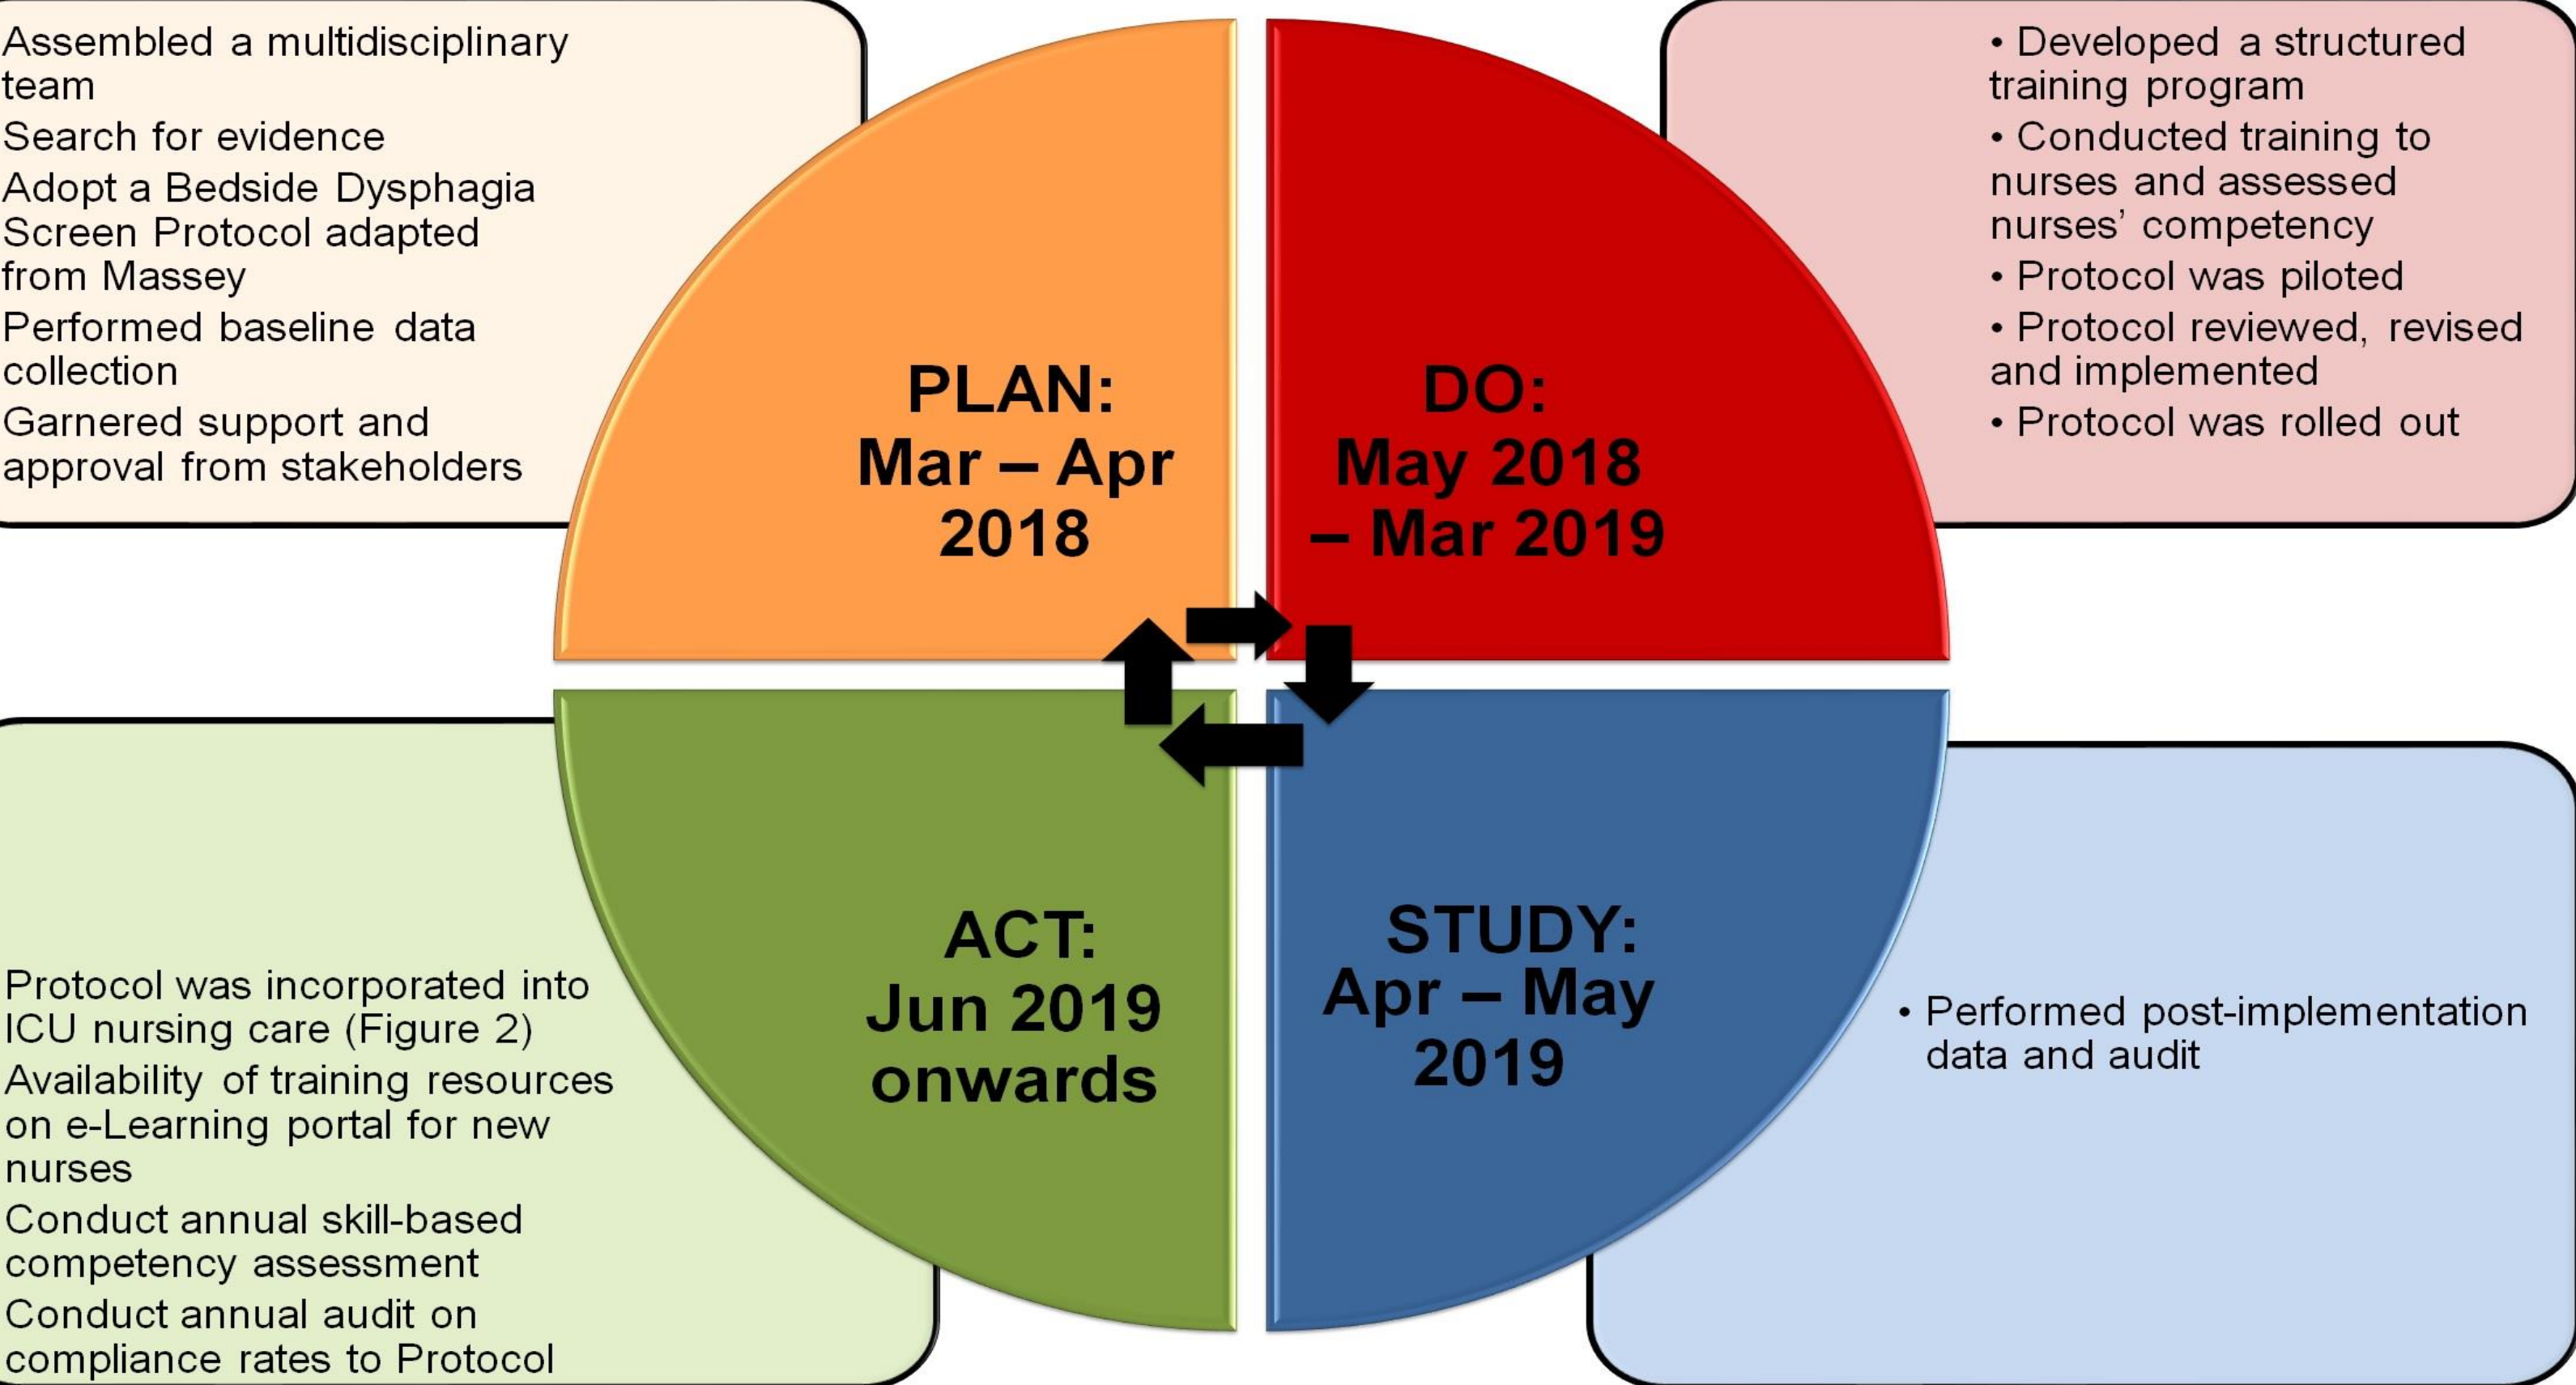 Assembled a multidisciplinary
team
Search for evidence
Adopt a Bedside Dysphagia
Screen Protocol adapted
from Massey
Performed baseline data
collection
Garnered support and
approval from stakeholders
PLAN:
Mar – Apr
2018
DO:
May 2018
– Mar 2019
• Developed a structured
training program
• Conducted training to
nurses and assessed
nurses’ competency
• Protocol was piloted
• Protocol reviewed, revised
and implemented
• Protocol was rolled out
Protocol was incorporated into
ICU nursing care (Figure 2)
Availability of training resources
on e-Learning portal for new
nurses
Conduct annual skill-based
competency assessment
Conduct annual audit on
compliance rates to Protocol
ACT:
Jun 2019
onwards
STUDY:
Apr – May
2019
• Performed post-implementation
data and audit